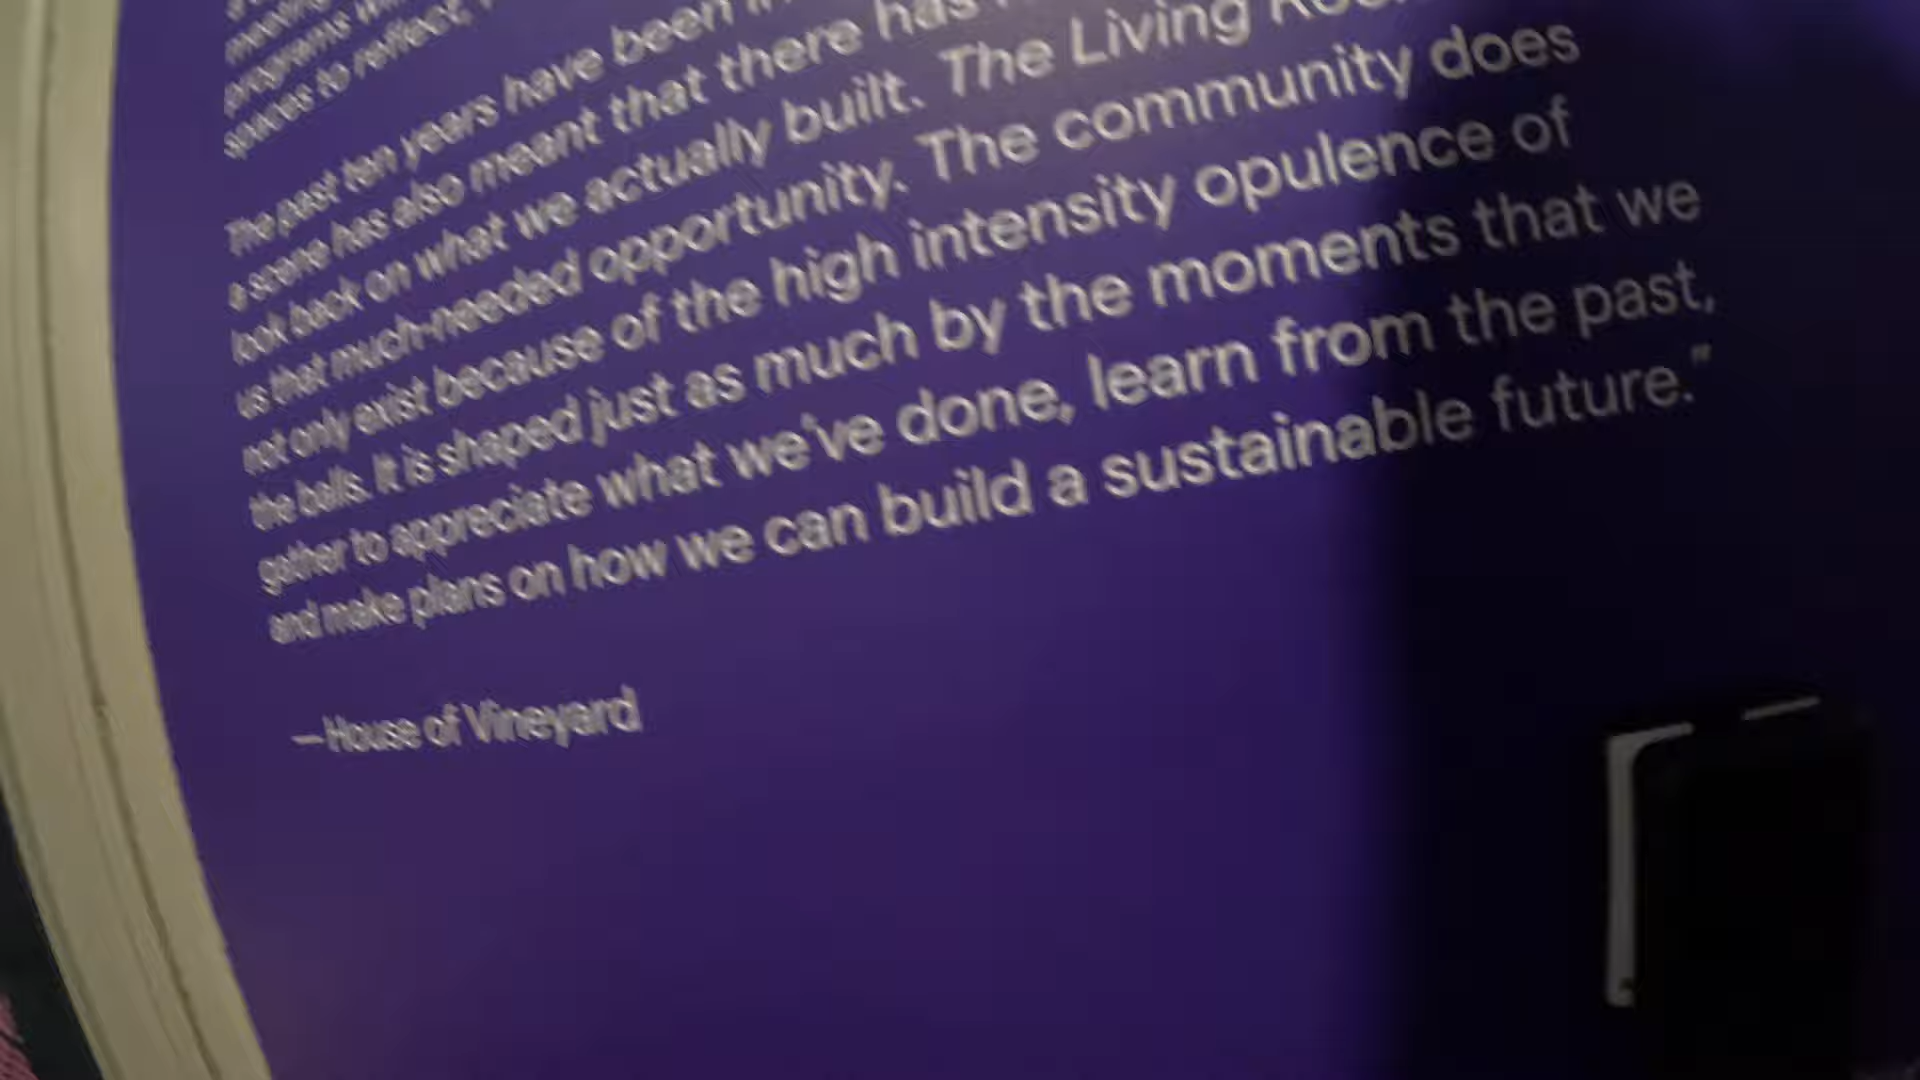 programs
spaces to reflect,
The past ten years have been
a scene has also meant that there has
look back on what we actually built. The Living
us that much-needed opportunity. The community does
not only exist because of the high intensity opulence of
the balls. It is shaped just as much by the moments that we
gather to appreciate what we've done, learn from the past,
and make plans on how we can build a sustainable future.”
—House of Vineyard